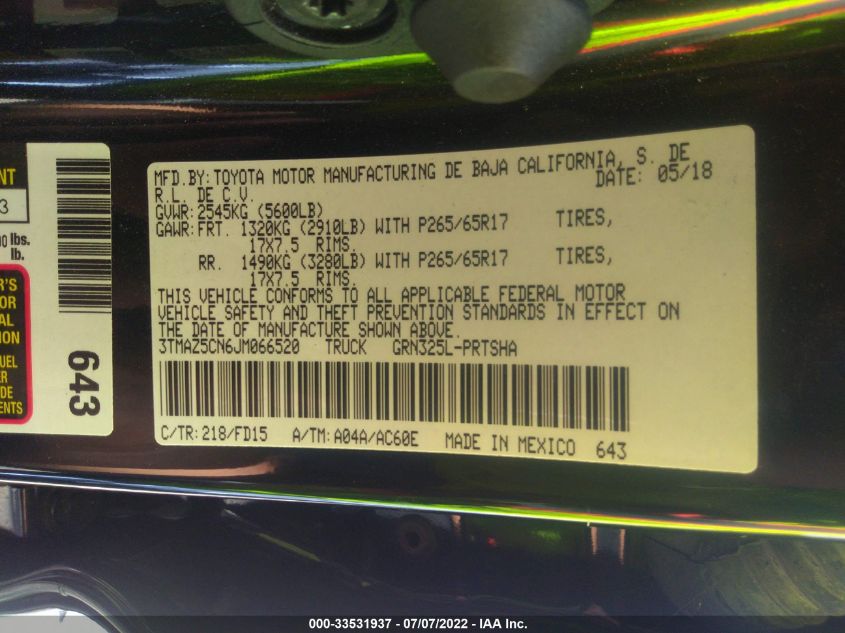 MFD.BY: TOYOTA MOTOR MANUFACTURING DE BAJA CALIFORNIA, S. DE
R.L. DE C.V.
DATE: 05/18
GVWR: 2545KG (5600LB)
GAWR: FRT. 1320KG (2910LB) WITH P265/65R17 TIRES,
17X7.5 RIMS.
RR. 1490KG (3280LB) WITH P265/65R17 TIRES,
17X7.5 RIMS.
THIS VEHICLE CONFORMS TO ALL APPLICABLE FEDERAL MOTOR
VEHICLE SAFETY AND THEFT PREVENTION STANDARDS IN EFFECT ON
THE DATE OF MANUFACTURE SHOWN ABOVE.
3TMAZ5CN6JM066520 TRUCK GRN325L-PRTSHA
C/TR: 218/FD15 A/TM: A04A/AC60E MADE IN MEXICO 643
lbs.
lb.
643
000-33531937 - 07/07/2022 - IAA Inc.